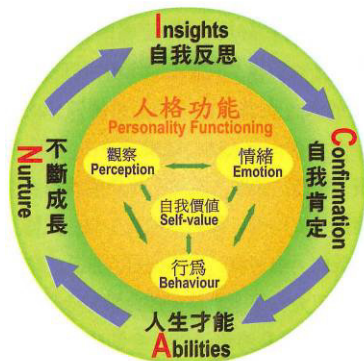 Insights
自我反思
人格功能
Personality Functioning
觀察
Perception
情緒
Emotion
自我價值
Self-value
行爲
Behaviour
Confirmation
自我肯定
人生才能
Abilities
不斷成長
Nurture